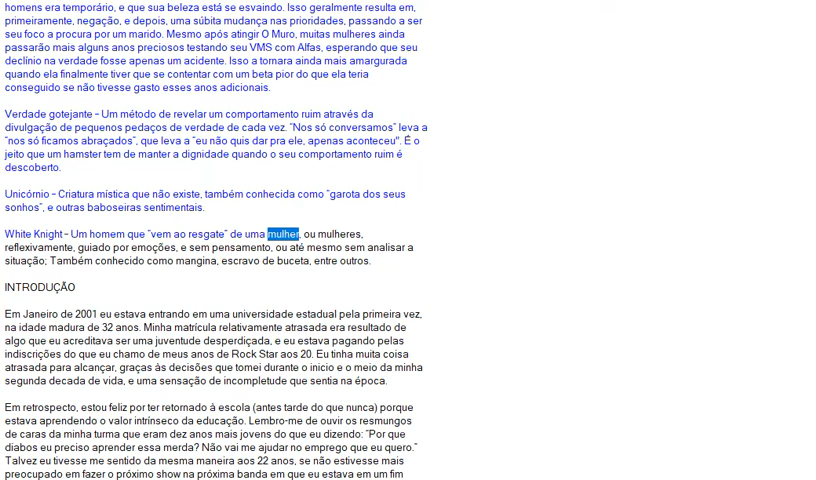 homens era temporário, e que sua beleza está se esvaindo. Isso geralmente resulta em,
primeiramente, negação, e depois, uma súbita mudança nas prioridades, passando a ser
seu foco a procura por um marido. Mesmo após atingir O Muro, muitas mulheres ainda
passarão mais alguns anos preciosos testando seu VMS com Alfas, esperando que seu
declínio na verdade fosse apenas um acidente. Isso a tornara ainda mais amargurada
quando ela finalmente tiver que se contentar com um beta pior do que ela teria
conseguido se não tivesse gasto esses anos adicionais.
Verdade gotejante – Um método de revelar um comportamento ruim através da
divulgação de pequenos pedaços de verdade de cada vez. "Nos só conversamos" leva a
"nos só ficamos abraçados", que leva a "eu não quis dar pra ele, apenas aconteceu". É o
jeito que um hamster tem de manter a dignidade quando o seu comportamento ruim é
descoberto.
Unicórnio – Criatura mística que não existe, também conhecida como "garota dos seus
sonhos", e outras baboseiras sentimentais.
White Knight – Um homem que "vem ao resgate" de uma mulher, ou mulheres,
reflexivamente, guiado por emoções, e sem pensamento, ou até mesmo sem analisar a
situação; Também conhecido como mangina, escravo de buceta, entre outros.
INTRODUÇÃO
Em Janeiro de 2001 eu estava entrando em uma universidade estadual pela primeira vez,
na idade madura de 32 anos. Minha matrícula relativamente atrasada era resultado de
algo que eu acreditava ser uma juventude desperdiçada, e eu estava pagando pelas
indiscrições do que eu chamo de meus anos de Rock Star aos 20. Eu tinha muita coisa
atrasada para alcançar, graças às decisões que tomei durante o inicio e o meio da minha
segunda decada de vida, e uma sensação de incompletude que sentia na época.
Em retrospecto, estou feliz por ter retornado à escola (antes tarde do que nunca) porque
estava aprendendo o valor intrínseco da educação. Lembro-me de ouvir os resmungos
de caras da minha turma que eram dez anos mais jovens do que eu dizendo: "Por que
diabos eu preciso aprender essa merda? Não vai me ajudar no emprego que eu quero."
Talvez eu tivesse me sentido da mesma maneira aos 22 anos, se não estivesse mais
preocupado em fazer o próximo show na próxima banda em que eu estava em um fim